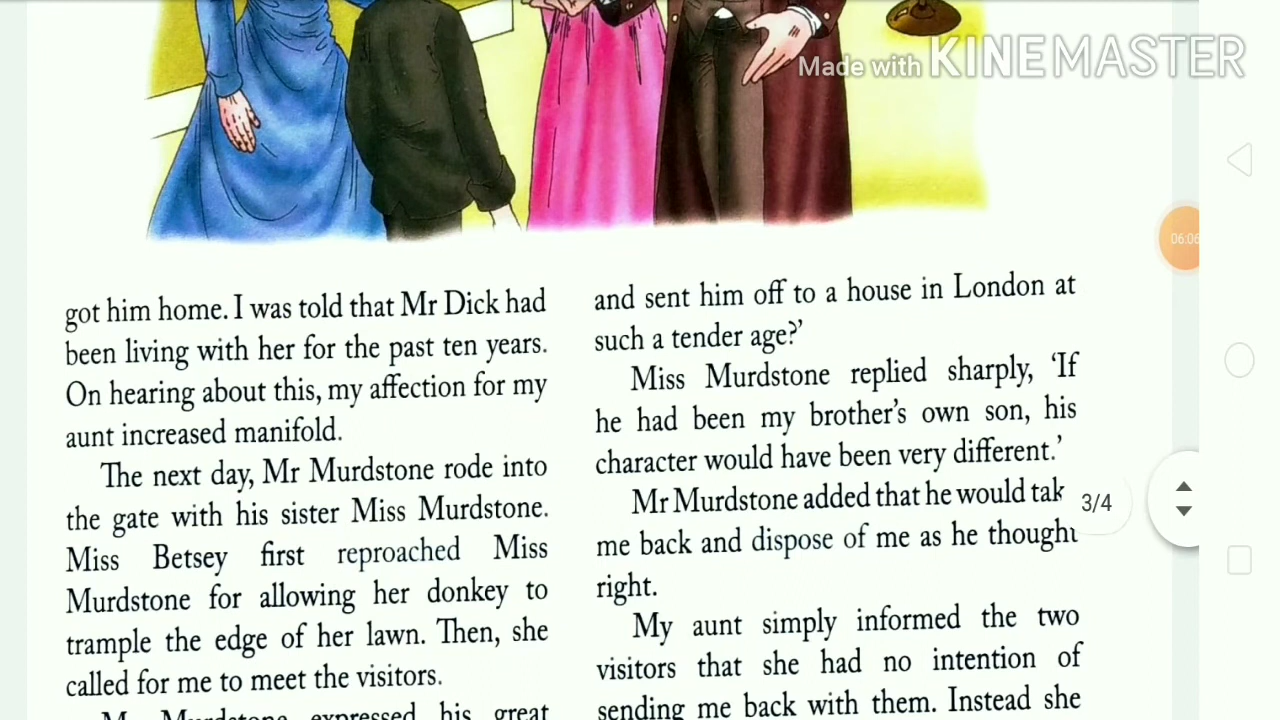 Made with KINEMASTER
06:06
got him home. I was told that Mr Dick had
been living with her for the past ten years.
On hearing about this, my affection for my
aunt increased manifold.
The next day, Mr Murdstone rode into
the gate with his sister Miss Murdstone.
Miss Betsey first reproached Miss
Murdstone for allowing her donkey to
trample the edge of her lawn. Then, she
called for me to meet the visitors.
Murdstone expressed his great
and sent him off to a house in London at
such a tender age?’
Miss Murdstone replied sharply, ‘If
he had been my brother’s own son, his
character would have been very different.’
Mr Murdstone added that he would tak
me back and dispose of me as he thought
right.
My aunt simply informed the two
visitors that she had no intention of
sending me back with them. Instead she
3/4